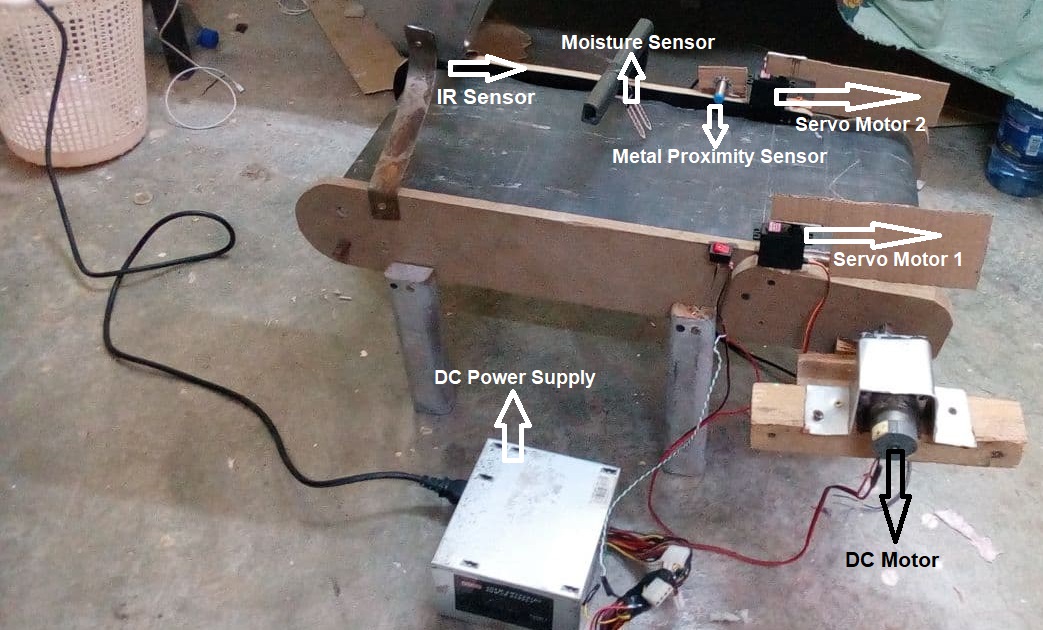 Moisture Sensor
IR Sensor
Servo Motor 2
Metal Proximity Sensor
Servo Motor 1
DC Power Supply
DC Motor